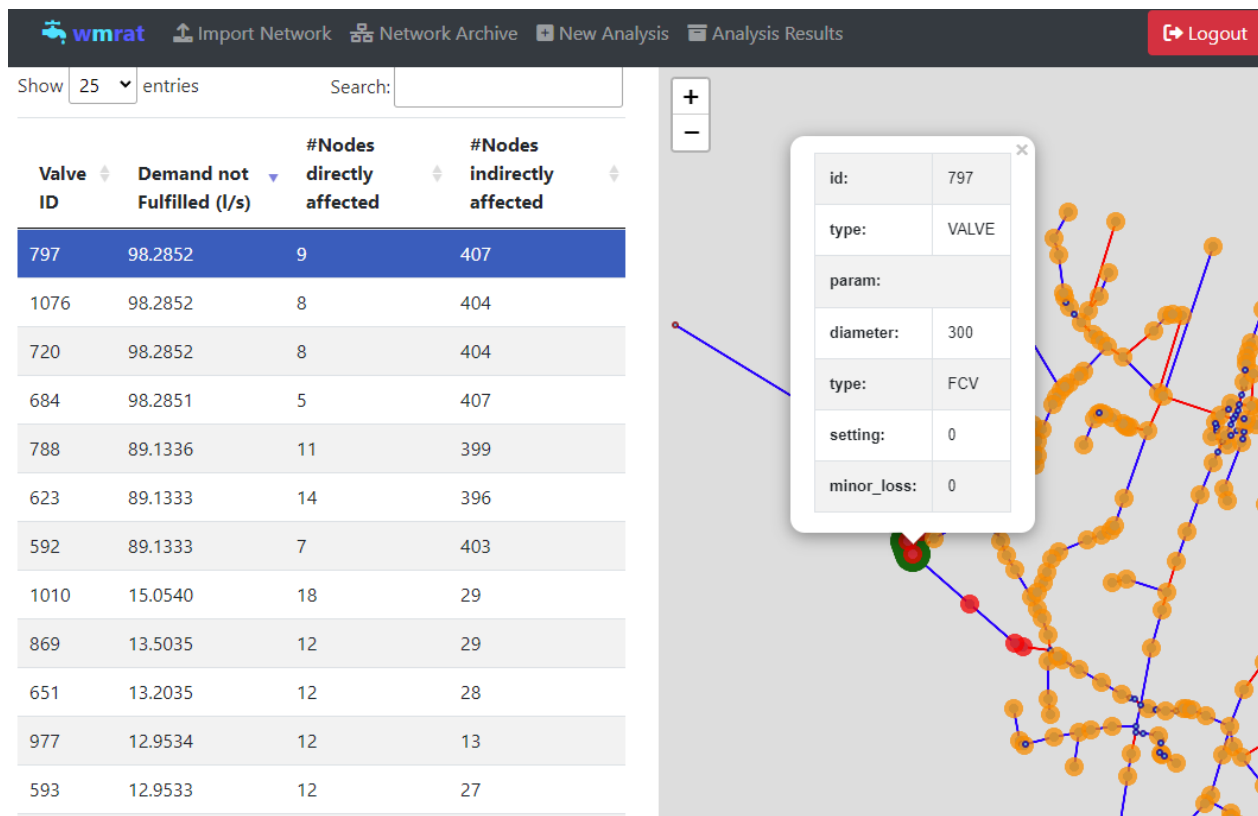 wmrat Import Network Network Archive New Analysis Analysis Results Logout
Show 25 entries Search:
Valve ID Demand not Fulfilled (l/s) #Nodes directly affected #Nodes indirectly affected
797 98.2852 9 407
1076 98.2852 8 404
720 98.2852 8 404
684 98.2851 5 407
788 89.1336 11 399
623 89.1333 14 396
592 89.1333 7 403
1010 15.0540 18 29
869 13.5035 12 29
651 13.2035 12 28
977 12.9534 12 13
593 12.9533 12 27
+
−
×
id: 797
type: VALVE
param:
diameter: 300
type: FCV
setting: 0
minor_loss: 0